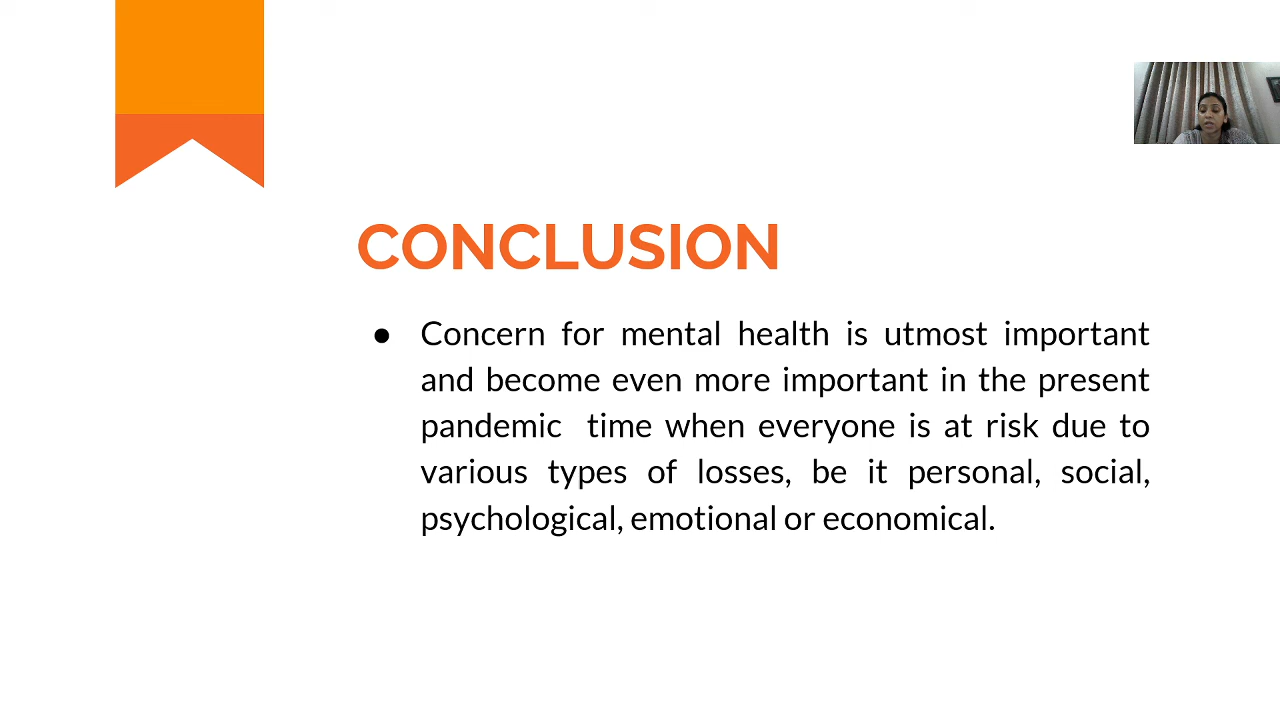 CONCLUSION
● Concern for mental health is utmost important
and become even more important in the present
pandemic time when everyone is at risk due to
various types of losses, be it personal, social,
psychological, emotional or economical.